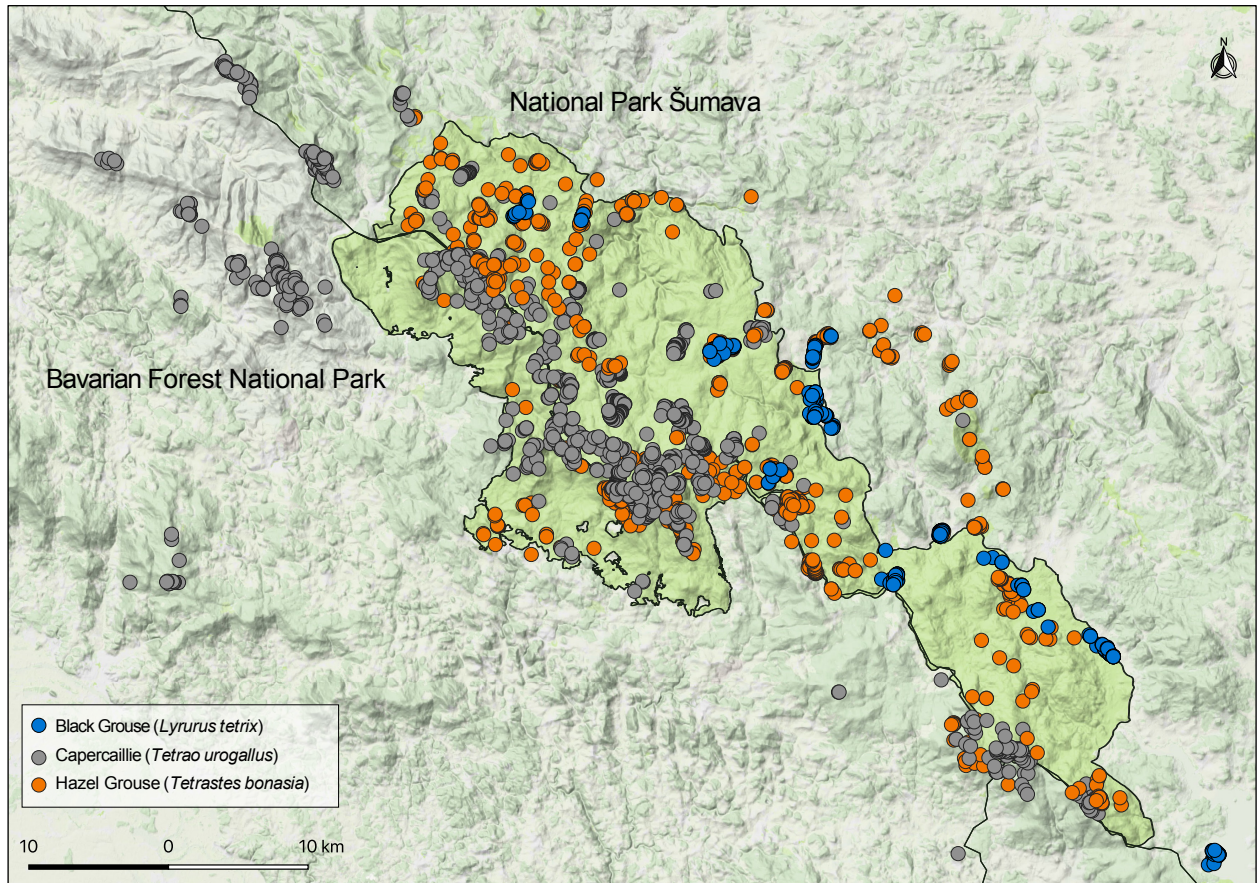 N
National Park Šumava
Bavarian Forest National Park
Black Grouse (Lyrurus tetrix)
Capercaillie (Tetrao urogallus)
Hazel Grouse (Tetrastes bonasia)
10 0 10 km